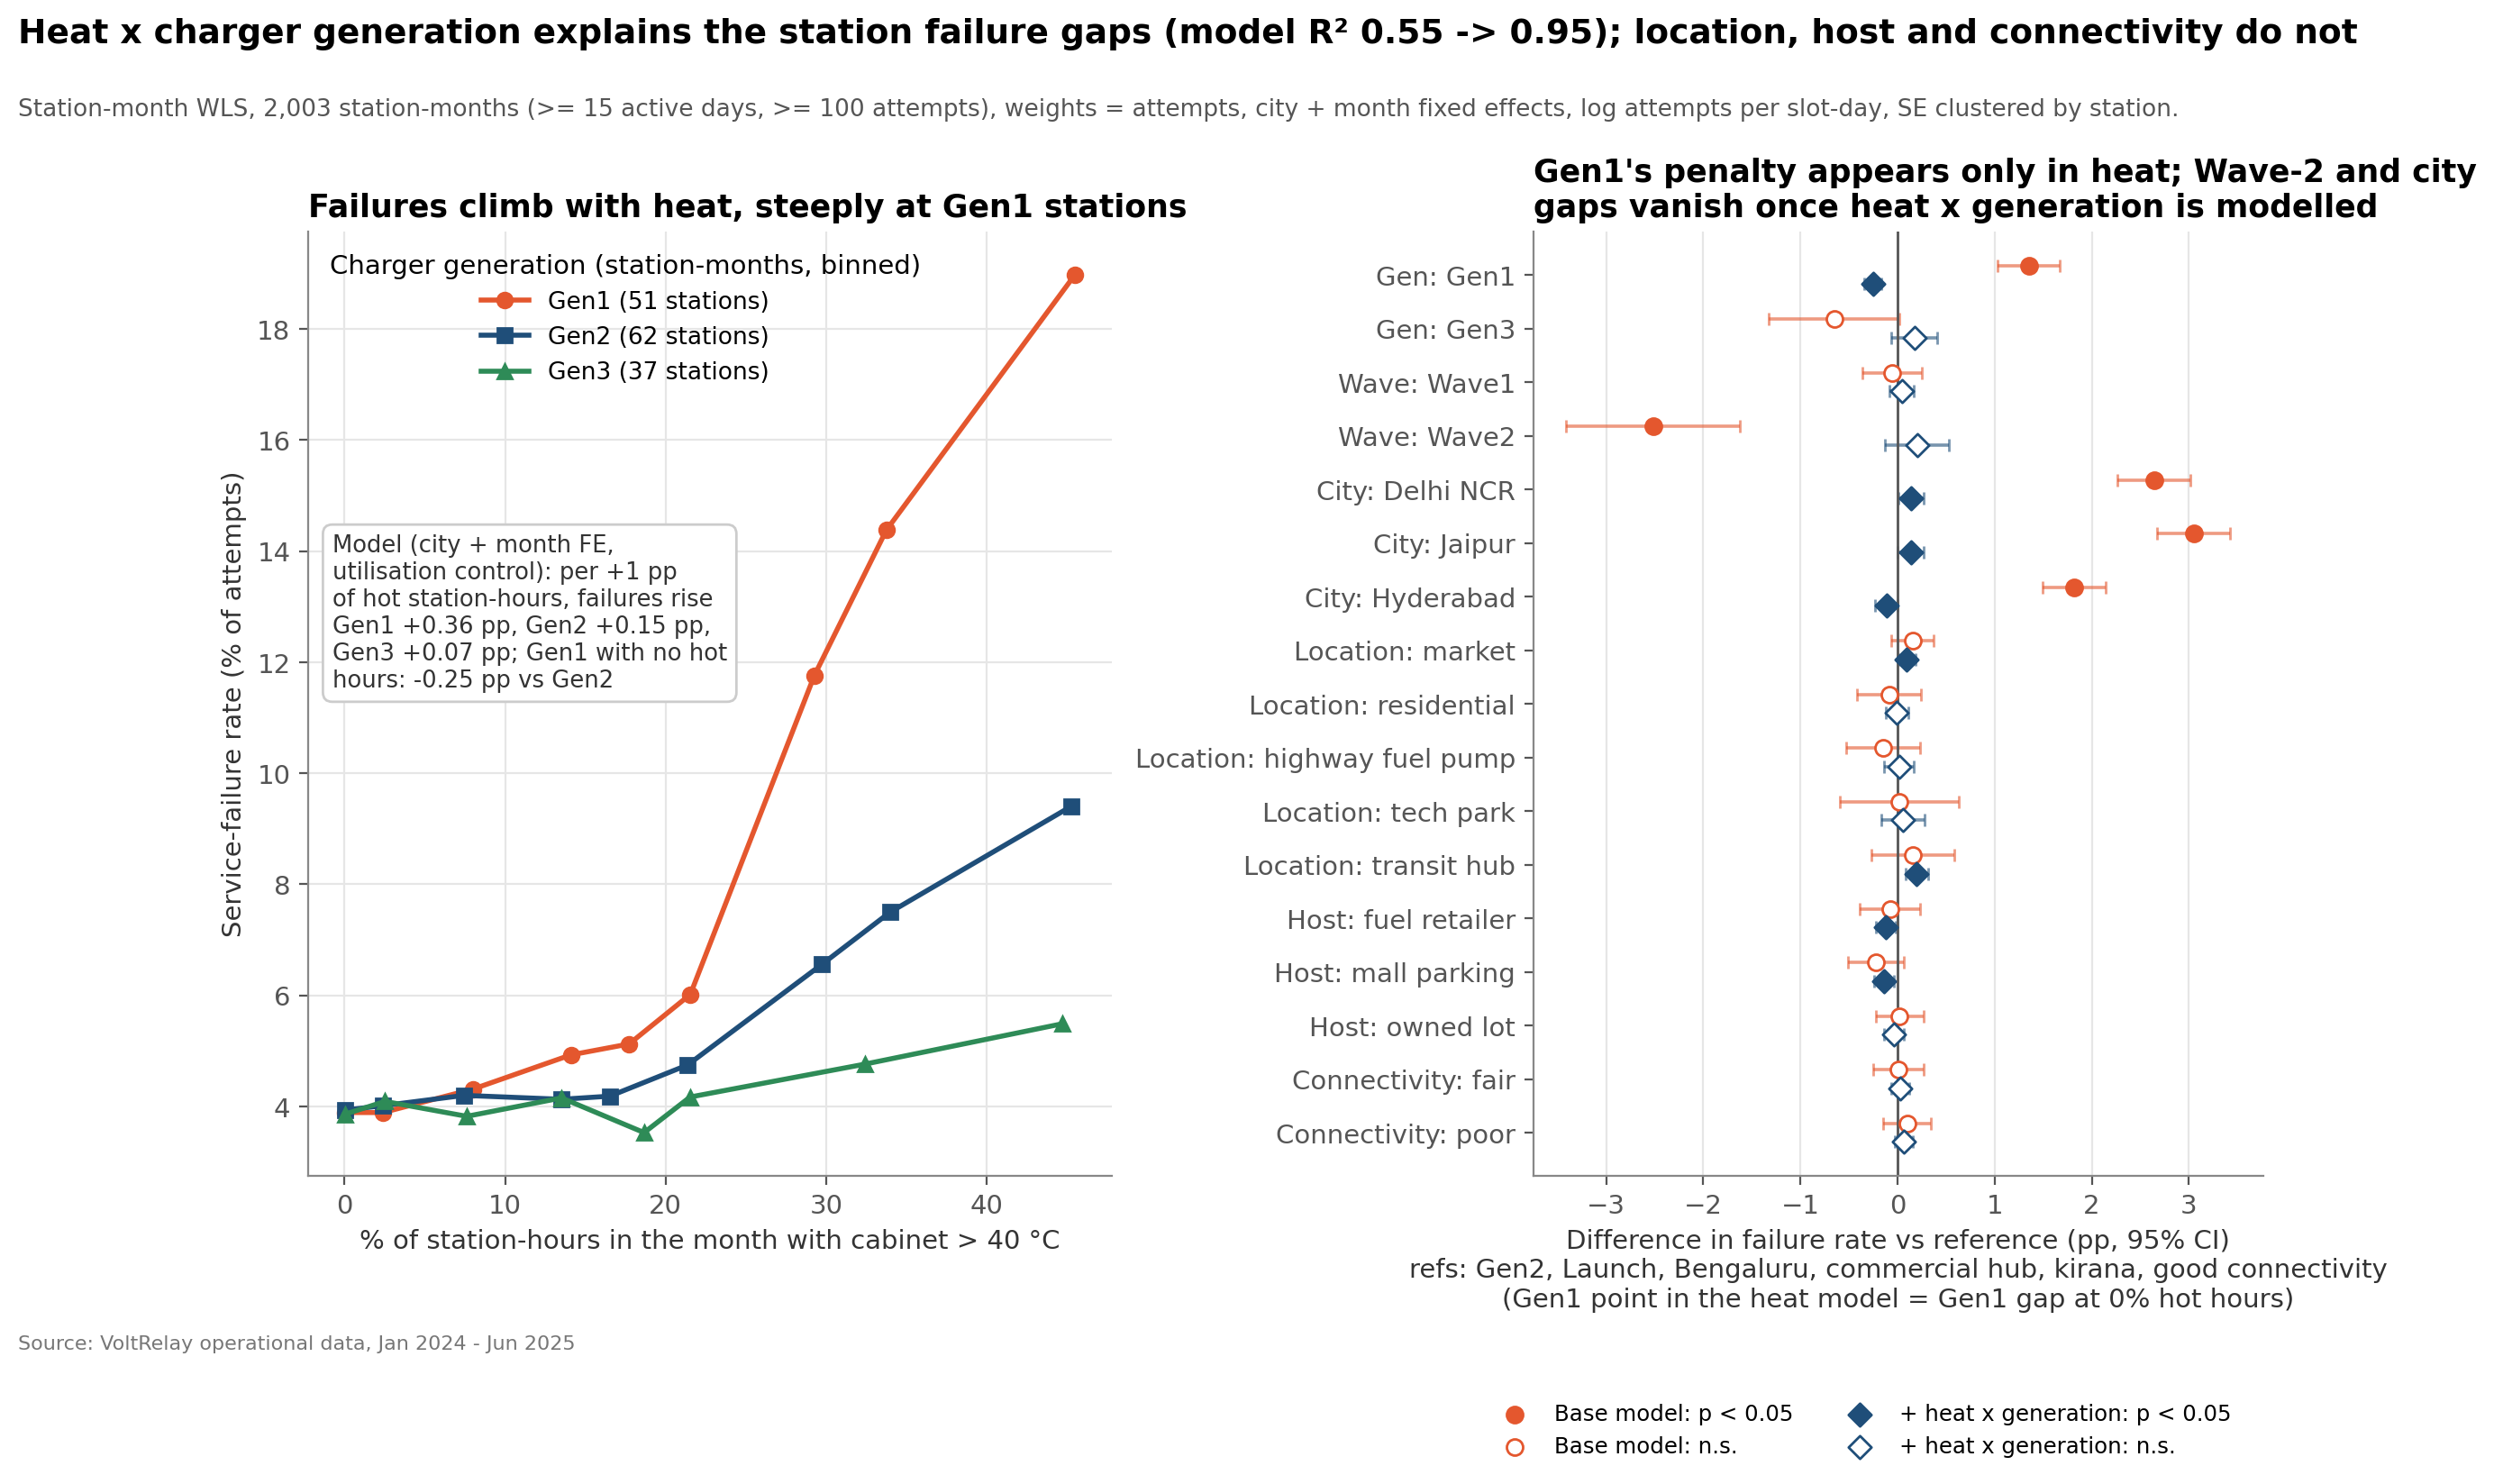 Heat x charger generation explains the station failure gaps (model R² 0.55 -> 0.95); location, host and connectivity do not
Station-month WLS, 2,003 station-months (>= 15 active days, >= 100 attempts), weights = attempts, city + month fixed effects, log attempts per slot-day, SE clustered by station.
Failures climb with heat, steeply at Gen1 stations
Charger generation (station-months, binned)
Gen1 (51 stations)
Gen2 (62 stations)
Gen3 (37 stations)
Model (city + month FE,
utilisation control): per +1 pp
of hot station-hours, failures rise
Gen1 +0.36 pp, Gen2 +0.15 pp,
Gen3 +0.07 pp; Gen1 with no hot
hours: -0.25 pp vs Gen2
Service-failure rate (% of attempts)
18
16
14
12
10
8
6
4
0
10
20
30
40
% of station-hours in the month with cabinet > 40 °C
Gen1's penalty appears only in heat; Wave-2 and city
gaps vanish once heat x generation is modelled
Gen: Gen1
Gen: Gen3
Wave: Wave1
Wave: Wave2
City: Delhi NCR
City: Jaipur
City: Hyderabad
Location: market
Location: residential
Location: highway fuel pump
Location: tech park
Location: transit hub
Host: fuel retailer
Host: mall parking
Host: owned lot
Connectivity: fair
Connectivity: poor
−3
−2
−1
0
1
2
3
Difference in failure rate vs reference (pp, 95% CI)
refs: Gen2, Launch, Bengaluru, commercial hub, kirana, good connectivity
(Gen1 point in the heat model = Gen1 gap at 0% hot hours)
Source: VoltRelay operational data, Jan 2024 - Jun 2025
Base model: p < 0.05
Base model: n.s.
+ heat x generation: p < 0.05
+ heat x generation: n.s.